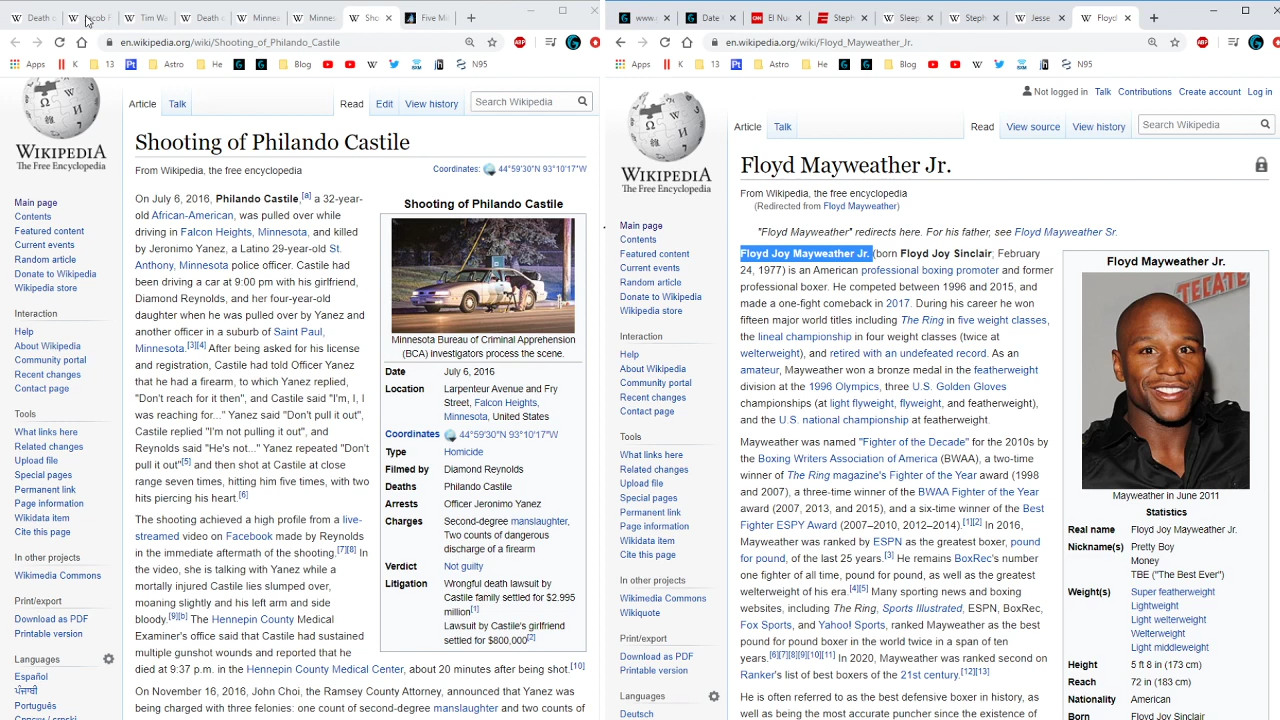 Death o
Jacob F
Tim Wa
Death o
Minnea
Minnes
Sho
Five Mi
en.wikipedia.org/wiki/Shooting_of_Philando_Castile
Apps
K
13
Pt
Astro
He
Blog
N95
Article
Talk
Read
Edit
View history
Search Wikipedia
WIKIPEDIA
The Free Encyclopedia
Main page
Contents
Featured content
Current events
Random article
Donate to Wikipedia
Wikipedia store
Interaction
Help
About Wikipedia
Community portal
Recent changes
Contact page
Tools
What links here
Related changes
Upload file
Special pages
Permanent link
Page information
Wikidata item
Cite this page
In other projects
Wikimedia Commons
Print/export
Download as PDF
Printable version
Languages
Español
ਪੰਜਾਬੀ
Português
Shooting of Philando Castile
From Wikipedia, the free encyclopedia
Coordinates: 44°59′30″N 93°10′17″W
On July 6, 2016, Philando Castile,[a] a 32-year-
old African-American, was pulled over while
driving in Falcon Heights, Minnesota, and killed
by Jeronimo Yanez, a Latino 29-year-old St.
Anthony, Minnesota police officer. Castile had
been driving a car at 9:00 pm with his girlfriend,
Diamond Reynolds, and her four-year-old
daughter when he was pulled over by Yanez and
another officer in a suburb of Saint Paul,
Minnesota.[3][4] After being asked for his license
and registration, Castile had told Officer Yanez
that he had a firearm, to which Yanez replied,
"Don't reach for it then", and Castile said "I'm, I, I
was reaching for..." Yanez said "Don't pull it out",
Castile replied "I'm not pulling it out", and
Reynolds said "He's not..." Yanez repeated "Don't
pull it out"[5] and then shot at Castile at close
range seven times, hitting him five times, with two
hits piercing his heart.[6]
The shooting achieved a high profile from a live-
streamed video on Facebook made by Reynolds
in the immediate aftermath of the shooting.[7][8] In
the video, she is talking with Yanez while a
mortally injured Castile lies slumped over,
moaning slightly and his left arm and side
bloody.[9][b] The Hennepin County Medical
Examiner's office said that Castile had sustained
multiple gunshot wounds and reported that he
died at 9:37 p.m. in the Hennepin County Medical Center, about 20 minutes after being shot.[10]
On November 16, 2016, John Choi, the Ramsey County Attorney, announced that Yanez was
being charged with three felonies: one count of second-degree manslaughter and two counts of
Shooting of Philando Castile
Minnesota Bureau of Criminal Apprehension
(BCA) investigators process the scene.
Date July 6, 2016
Location Larpenteur Avenue and Fry
Street, Falcon Heights,
Minnesota, United States
Coordinates 44°59′30″N 93°10′17″W
Type Homicide
Filmed by Diamond Reynolds
Deaths Philando Castile
Arrests Officer Jeronimo Yanez
Charges Second-degree manslaughter,
Two counts of dangerous
discharge of a firearm
Verdict Not guilty
Litigation Wrongful death lawsuit by
Castile family settled for $2.995
million[1]
Lawsuit by Castile's girlfriend
settled for $800,000[2]
www.
Date
El Nu
Steph
Sleep
Steph
Jesse
Floyd
en.wikipedia.org/wiki/Floyd_Mayweather_Jr.
Apps
K
13
Pt
Astro
He
Blog
N95
Not logged in Talk Contributions Create account Log in
Article
Talk
Read
View source
View history
Search Wikipedia
WIKIPEDIA
The Free Encyclopedia
Main page
Contents
Featured content
Current events
Random article
Donate to Wikipedia
Wikipedia store
Interaction
Help
About Wikipedia
Community portal
Recent changes
Contact page
Tools
What links here
Related changes
Upload file
Special pages
Permanent link
Page information
Wikidata item
Cite this page
In other projects
Wikimedia Commons
Wikiquote
Print/export
Download as PDF
Printable version
Languages
Deutsch
Floyd Mayweather Jr.
From Wikipedia, the free encyclopedia
(Redirected from Floyd Mayweather)
"Floyd Mayweather" redirects here. For his father, see Floyd Mayweather Sr.
Floyd Joy Mayweather Jr. (born Floyd Joy Sinclair, February
24, 1977) is an American professional boxing promoter and former
professional boxer. He competed between 1996 and 2015, and
made a one-fight comeback in 2017. During his career he won
fifteen major world titles including The Ring in five weight classes,
the lineal championship in four weight classes (twice at
welterweight), and retired with an undefeated record. As an
amateur, Mayweather won a bronze medal in the featherweight
division at the 1996 Olympics, three U.S. Golden Gloves
championships (at light flyweight, flyweight, and featherweight),
and the U.S. national championship at featherweight.
Mayweather was named "Fighter of the Decade" for the 2010s by
the Boxing Writers Association of America (BWAA), a two-time
winner of The Ring magazine's Fighter of the Year award (1998
and 2007), a three-time winner of the BWAA Fighter of the Year
award (2007, 2013, and 2015), and a six-time winner of the Best
Fighter ESPY Award (2007–2010, 2012–2014).[1][2] In 2016,
Mayweather was ranked by ESPN as the greatest boxer, pound
for pound, of the last 25 years.[3] He remains BoxRec's number
one fighter of all time, pound for pound, as well as the greatest
welterweight of his era.[4][5] Many sporting news and boxing
websites, including The Ring, Sports Illustrated, ESPN, BoxRec,
Fox Sports, and Yahoo! Sports, ranked Mayweather as the best
pound for pound boxer in the world twice in a span of ten
years.[6][7][8][9][10][11] In 2020, Mayweather was ranked second on
Ranker's list of best boxers of the 21st century.[12][13]
He is often referred to as the best defensive boxer in history, as
well as being the most accurate puncher since the existence of
Floyd Mayweather Jr.
TECATE
Mayweather in June 2011
Statistics
Real name Floyd Joy Mayweather Jr.
Nickname(s) Pretty Boy
Money
TBE ("The Best Ever")
Weight(s) Super featherweight
Lightweight
Light welterweight
Welterweight
Light middleweight
Height 5 ft 8 in (173 cm)
Reach 72 in (183 cm)
Nationality American
Born Floyd Joy Sinclair